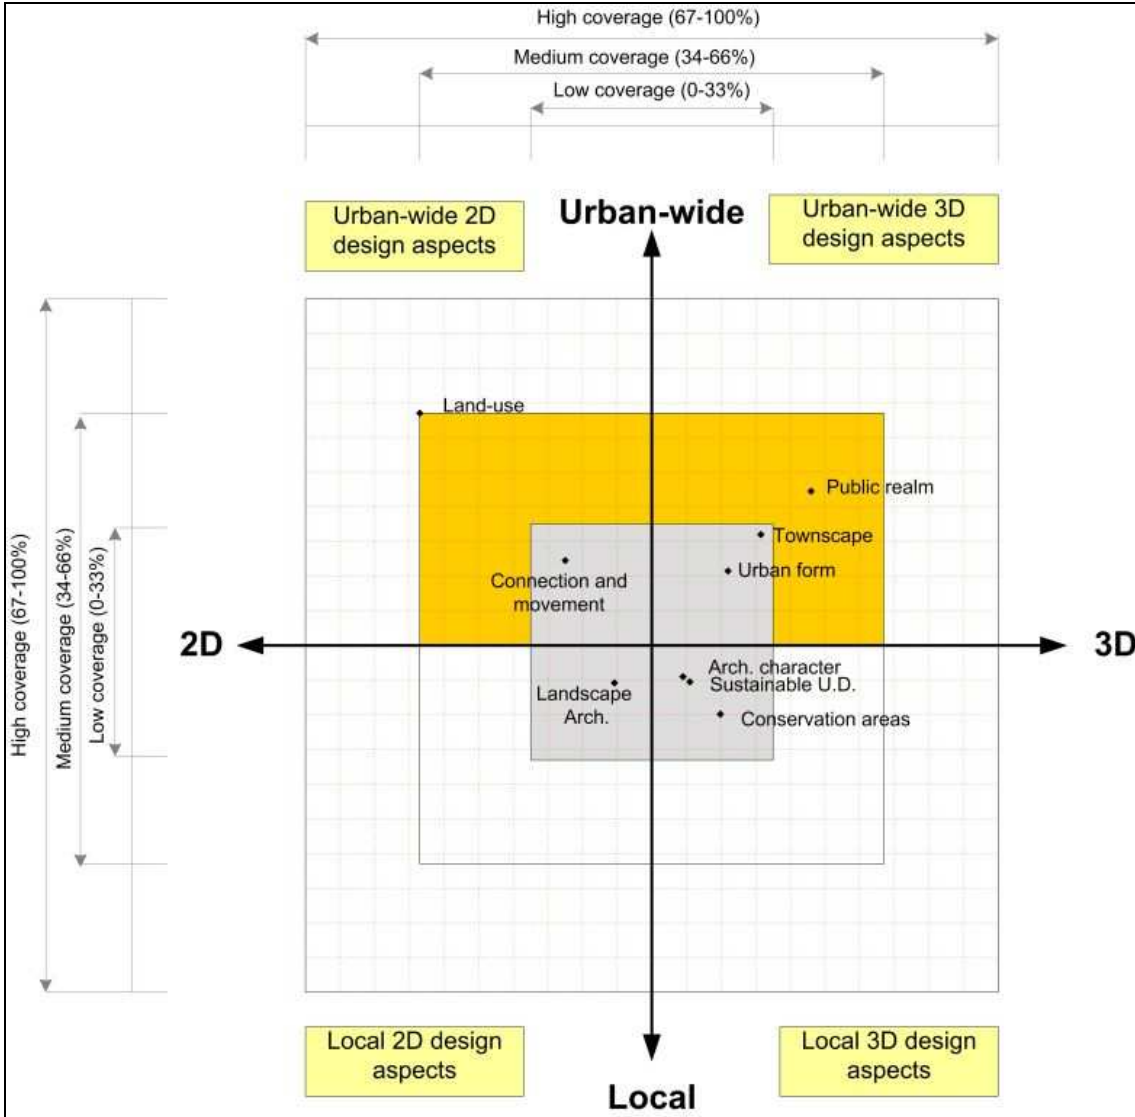 High coverage (67-100%)
Medium coverage (34-66%)
Low coverage (0-33%)
Urban-wide 2D
design aspects
Urban-wide
Urban-wide 3D
design aspects
Land-use
Public realm
Townscape
Urban form
Connection and
movement
High coverage (67-100%)
Medium coverage (34-66%)
Low coverage (0-33%)
2D
3D
Arch. character
Sustainable U.D.
Landscape
Arch.
Conservation areas
Local 2D design
aspects
Local 3D design
aspects
Local